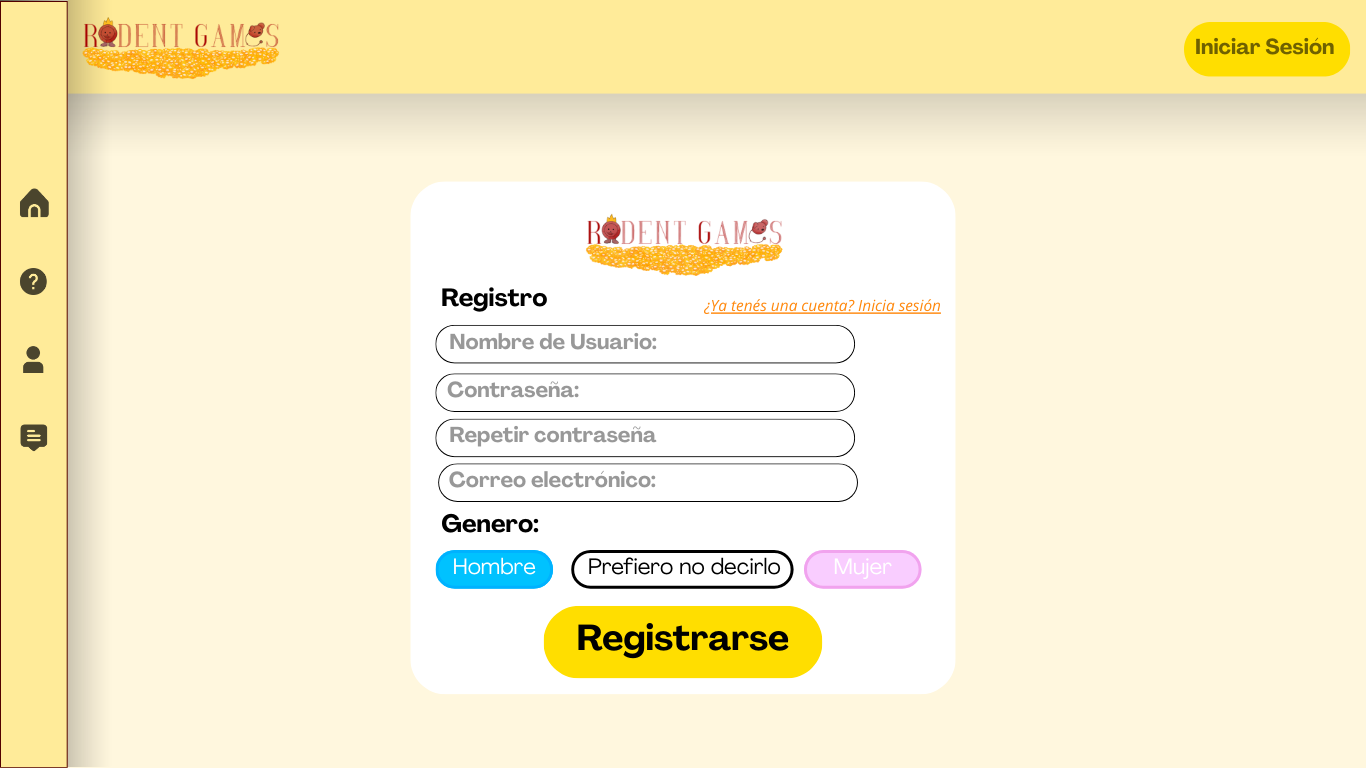 RODENT GAMES
Iniciar Sesión
RODENT GAMES
Registro
¿Ya tenés una cuenta? Inicia sesión
Nombre de Usuario:
Contraseña:
Repetir contraseña
Correo electrónico:
Genero:
Hombre
Prefiero no decirlo
Mujer
Registrarse